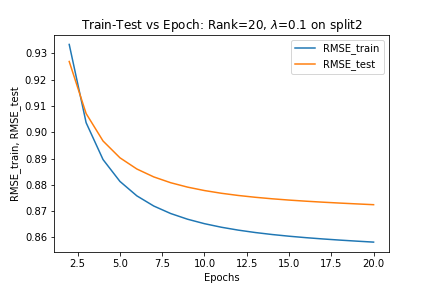 Train-Test vs Epoch: Rank=20, λ=0.1 on split2
RMSE_train
RMSE_test
RMSE_train, RMSE_test
0.93
0.92
0.91
0.90
0.89
0.88
0.87
0.86
2.5 5.0 7.5 10.0 12.5 15.0 17.5 20.0
Epochs